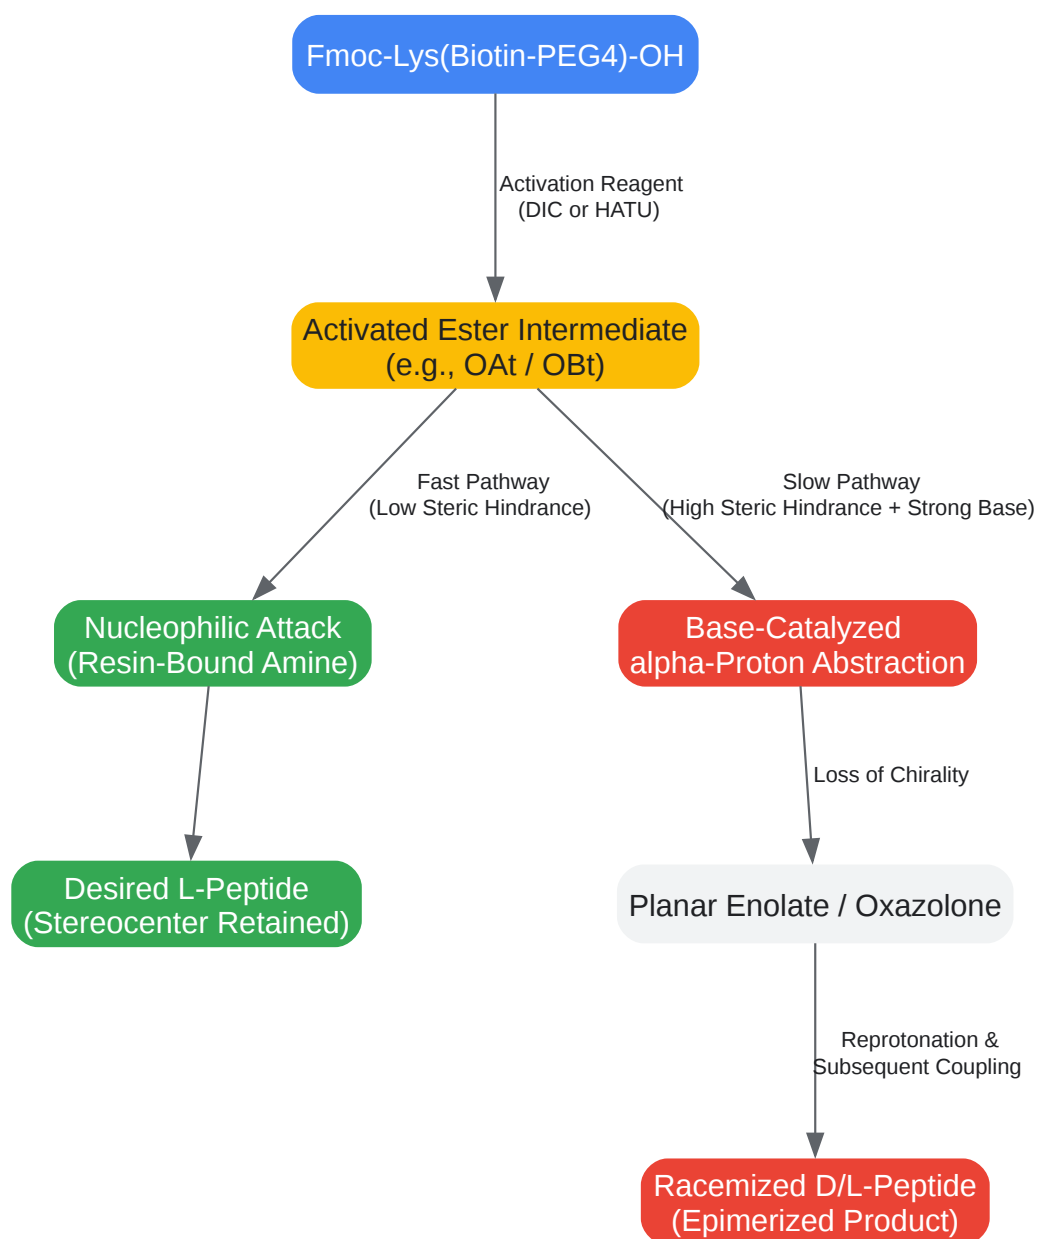 Fmoc-Lys(Biotin-PEG4)-OH
Activation Reagent
(DIC or HATU)
Activated Ester Intermediate
(e.g., OAt / OBt)
Fast Pathway
(Low Steric Hindrance)
Slow Pathway
(High Steric Hindrance + Strong Base)
Nucleophilic Attack
(Resin-Bound Amine)
Base-Catalyzed
alpha-Proton Abstraction
Loss of Chirality
Desired L-Peptide
(Stereocenter Retained)
Planar Enolate / Oxazolone
Reprotonation &
Subsequent Coupling
Racemized D/L-Peptide
(Epimerized Product)